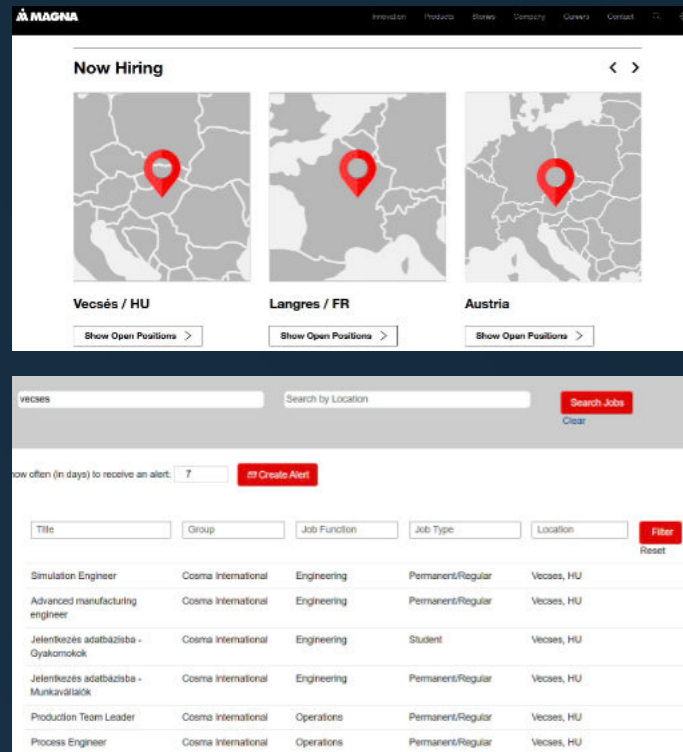 MAGNA
Innovation Products Stories Company Careers Contact
Now Hiring
Vecsés / HU Langres / FR Austria
Show Open Positions Show Open Positions Show Open Positions
vecses Search by Location Search Jobs
Clear
how often (in days) to receive an alert: 7 Create Alert
Title Group Job Function Job Type Location Filter
Reset
Simulation Engineer Cosma International Engineering Permanent/Regular Vecses, HU
Advanced manufacturing Cosma International Engineering Permanent/Regular Vecses, HU
engineer
Jelentkezés adatbázisba - Cosma International Engineering Student Vecses, HU
Gyakornokok
Jelentkezés adatbázisba - Cosma International Engineering Permanent/Regular Vecses, HU
Munkavállalók
Production Team Leader Cosma International Operations Permanent/Regular Vecses, HU
Process Engineer Cosma International Operations Permanent/Regular Vecses, HU